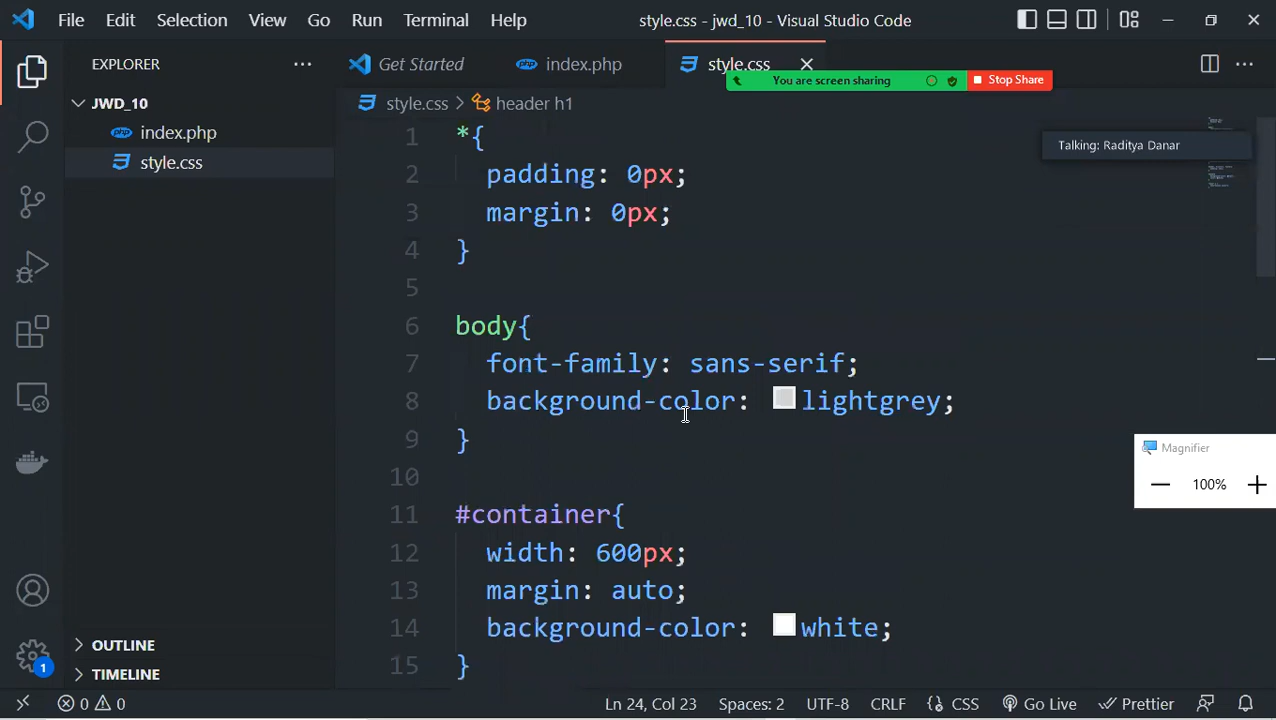 File Edit Selection View Go Run Terminal Help style.css - jwd_10 - Visual Studio Code
EXPLORER
Get Started index.php style.css
You are screen sharing Stop Share
JWD_10
style.css > header h1
index.php
style.css
Talking: Raditya Danar
1 *{
2 padding: 0px;
3 margin: 0px;
4 }
5
6 body{
7 font-family: sans-serif;
8 background-color: lightgrey;
9 }
10
11 #container{
12 width: 600px;
13 margin: auto;
14 background-color: white;
15 }
Magnifier
100%
OUTLINE
TIMELINE
1
0 0 Ln 24, Col 23 Spaces: 2 UTF-8 CRLF CSS Go Live Prettier